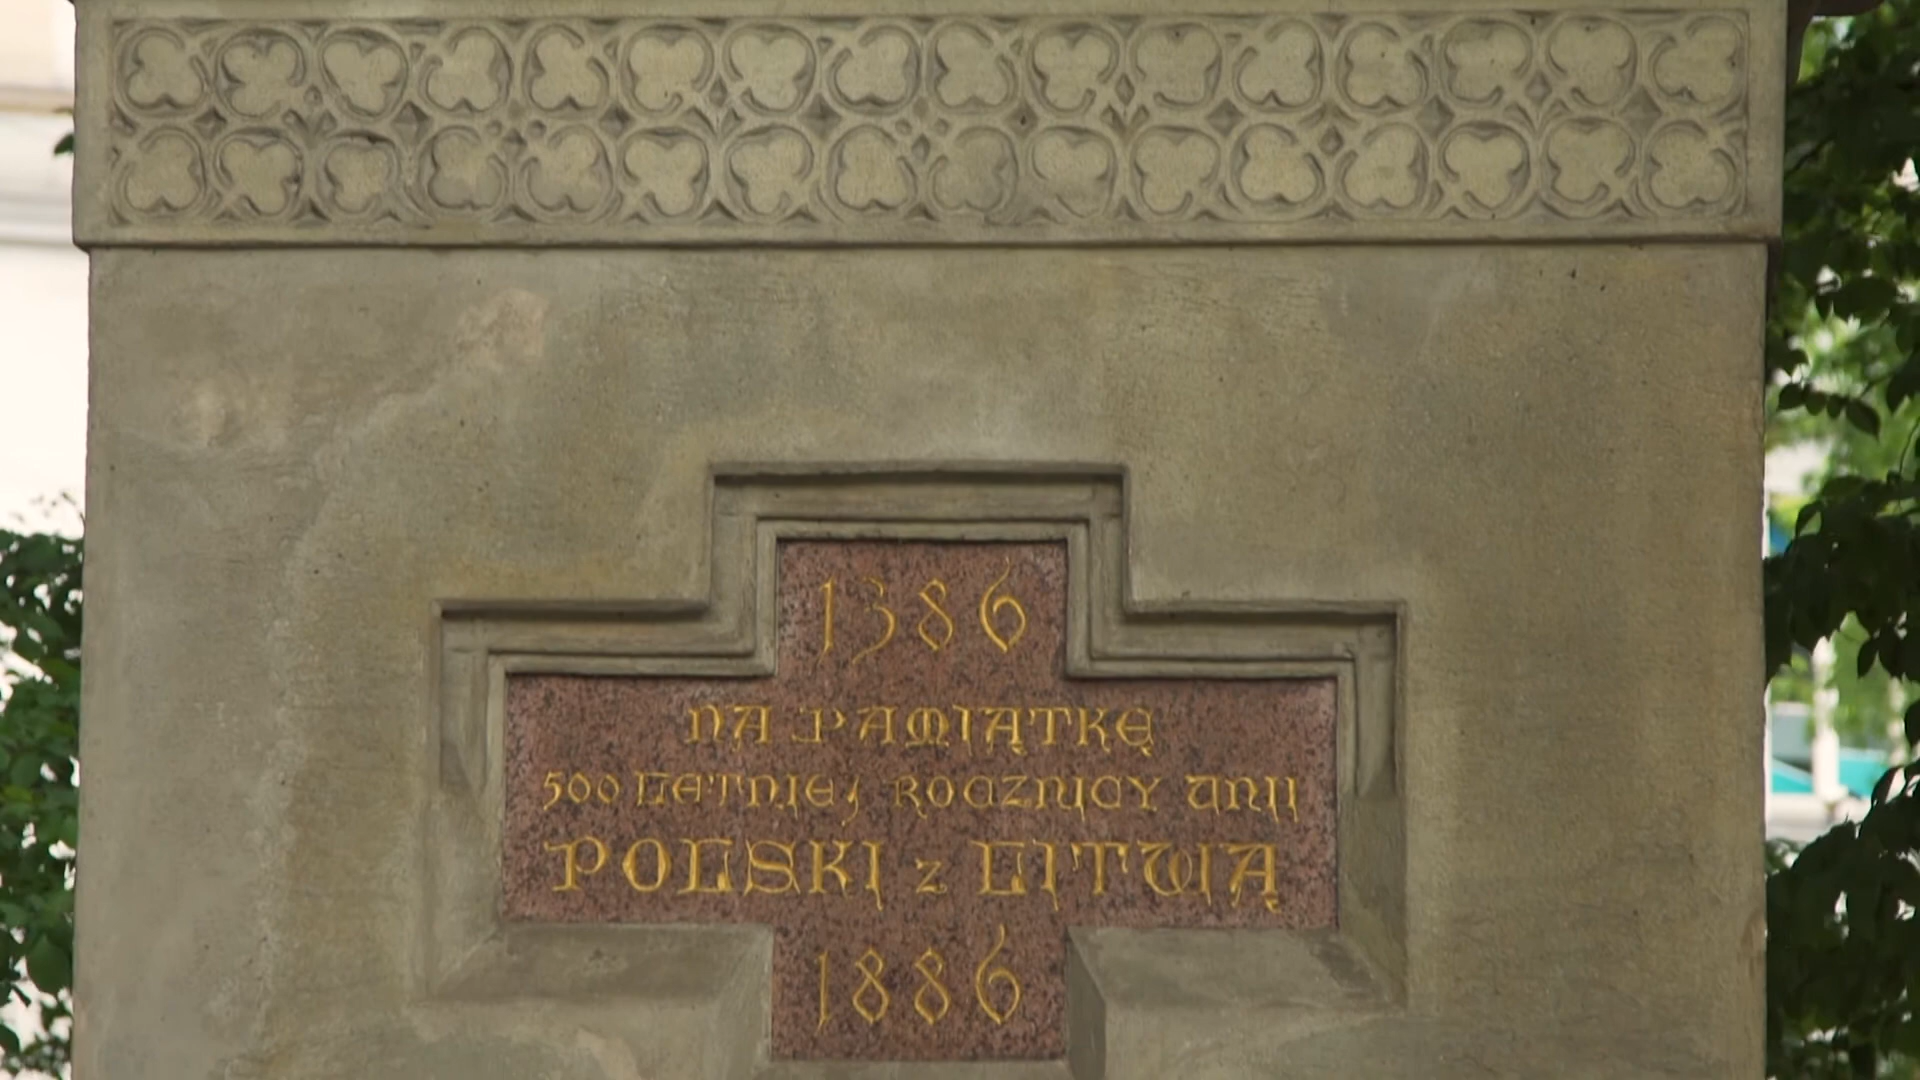 1386
NA PAMIĄTKĘ
500 LETNIEJ ROCZNICY UNII
POLSKI z LITWĄ
1886